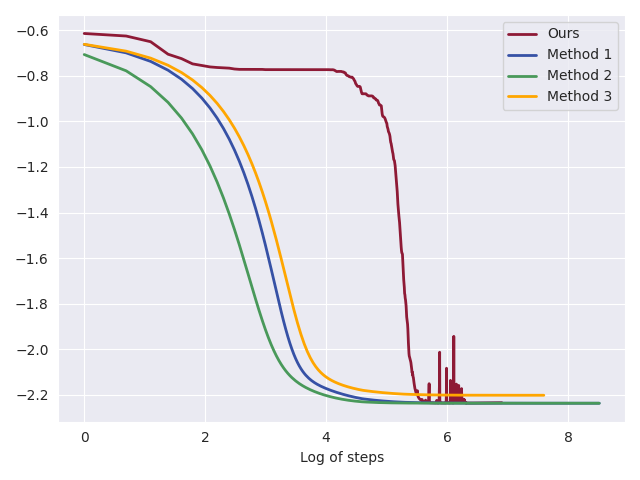 −0.6
−0.8
−1.0
−1.2
−1.4
−1.6
−1.8
−2.0
−2.2
0 2 4 6 8
Log of steps
Ours
Method 1
Method 2
Method 3